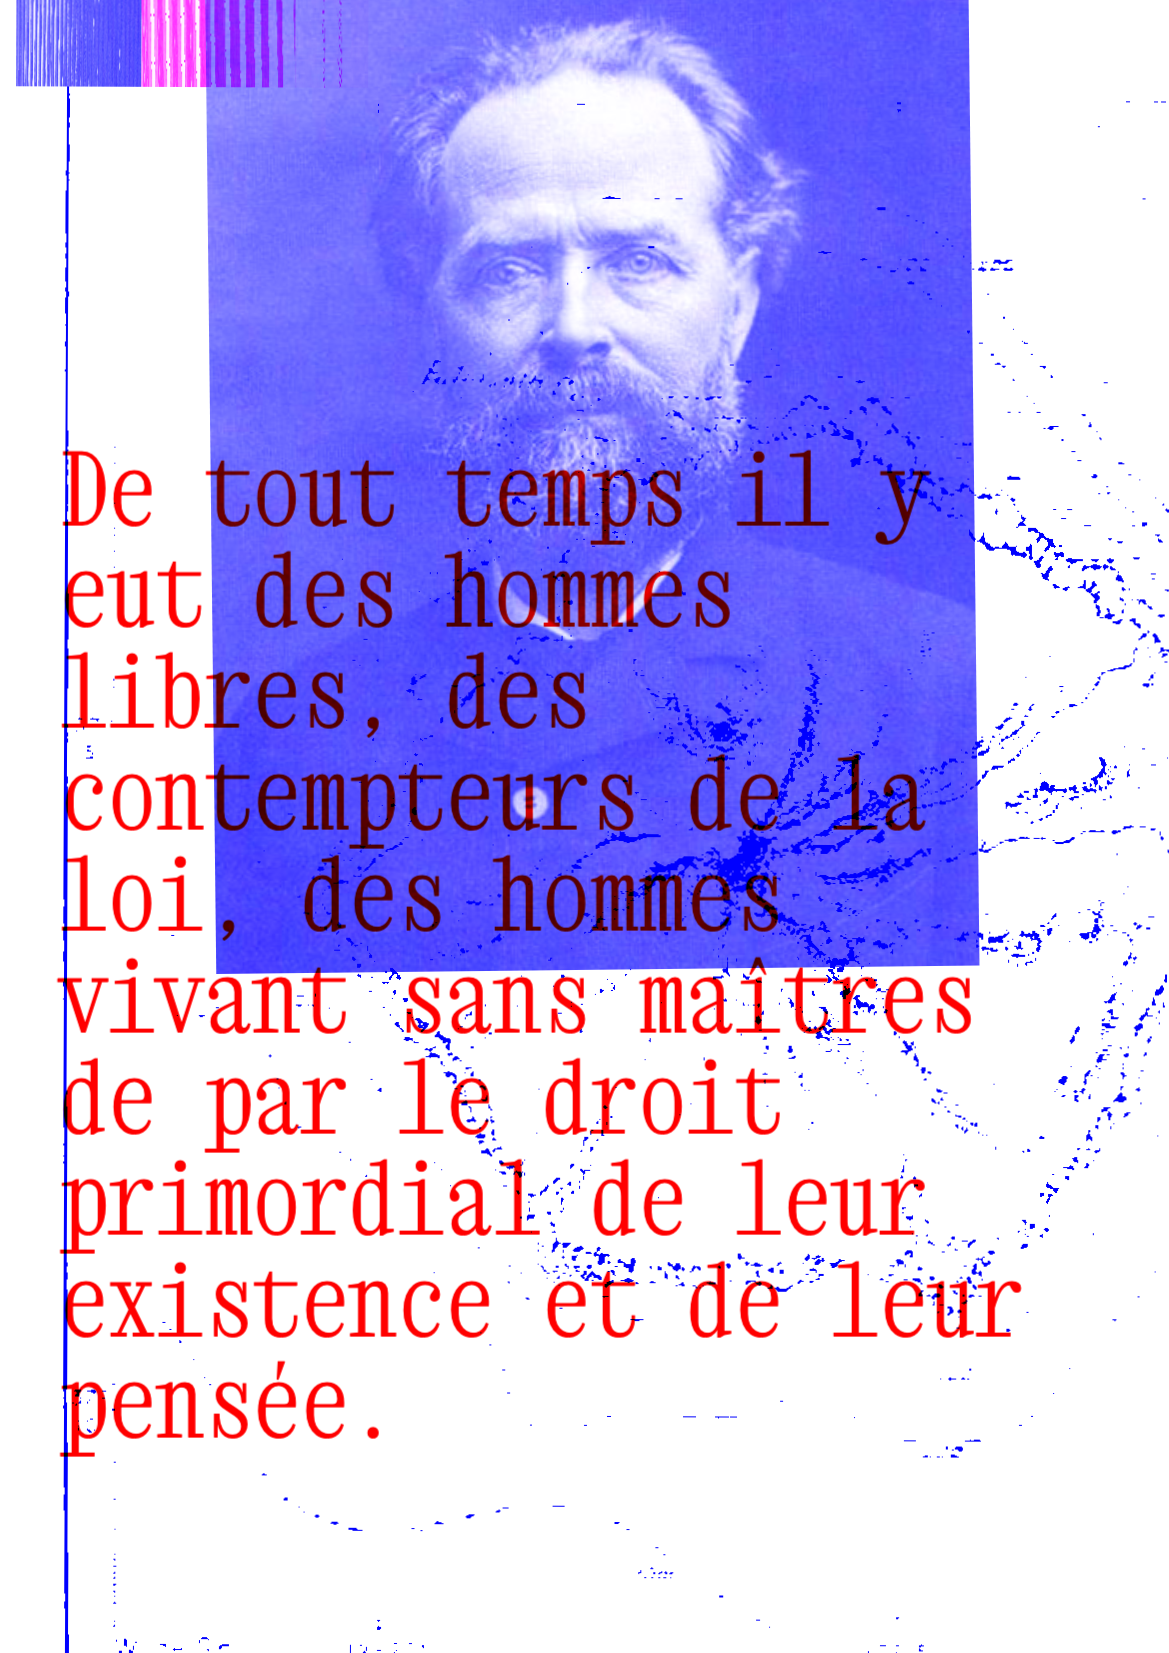 De tout temps il y
eut des hommes
libres, des
contempteurs de la
loi, des hommes
vivant sans maîtres
de par le droit
primordial de leur
existence et de leur
pensée.